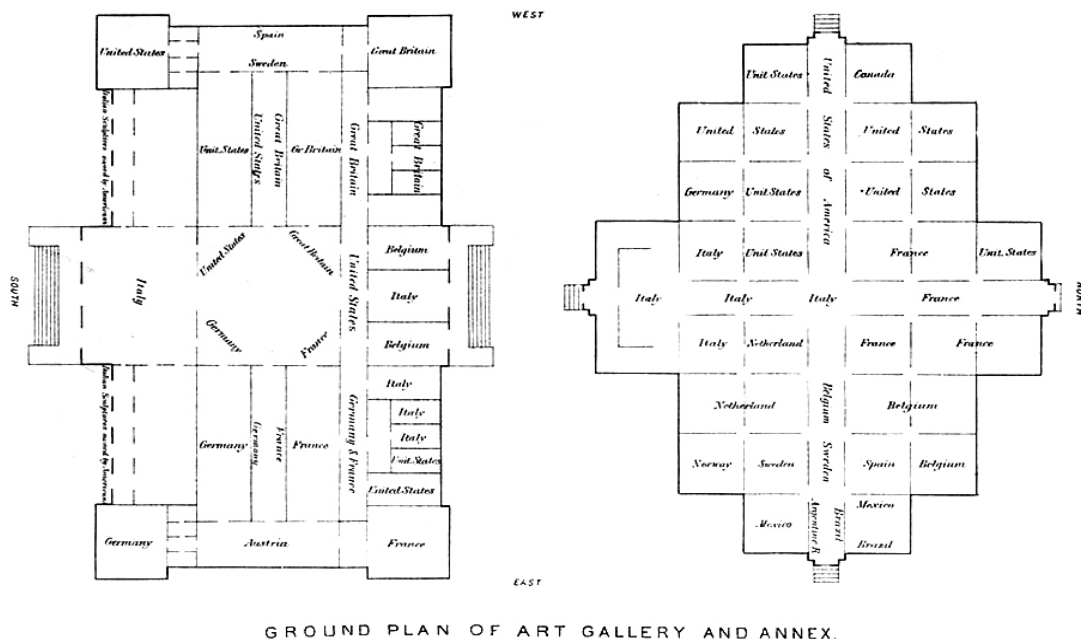 WEST
United States
Spain
Sweden
Great Britain
Italian Sculptures owned by Americans
Unit.States
United States
Great Britain
Gt Britain
Great Britain
Great Britain
SOUTH
Italy
United States
Great Britain
Germany
France
United States
Belgium
Italy
Belgium
Italian Sculptures owned by Americans
Germany
Germany
France
France
Germany & France
Italy
Italy
Italy
Unit.States
United States
Germany
Austria
France
EAST
Unit States
United States of America
Canada
United States
United States
Germany
Unit.States
United States
Italy
Unit.States
France
Unit.States
Italy
Italy
Italy
France
NORTH
Italy
Netherland
France
France
Netherland
Belgium
Belgium
Norway
Sweden
Sweden
Spain
Belgium
Mexico
Argentine R
Brazil
Mexico
Brazil
GROUND PLAN OF ART GALLERY AND ANNEX.